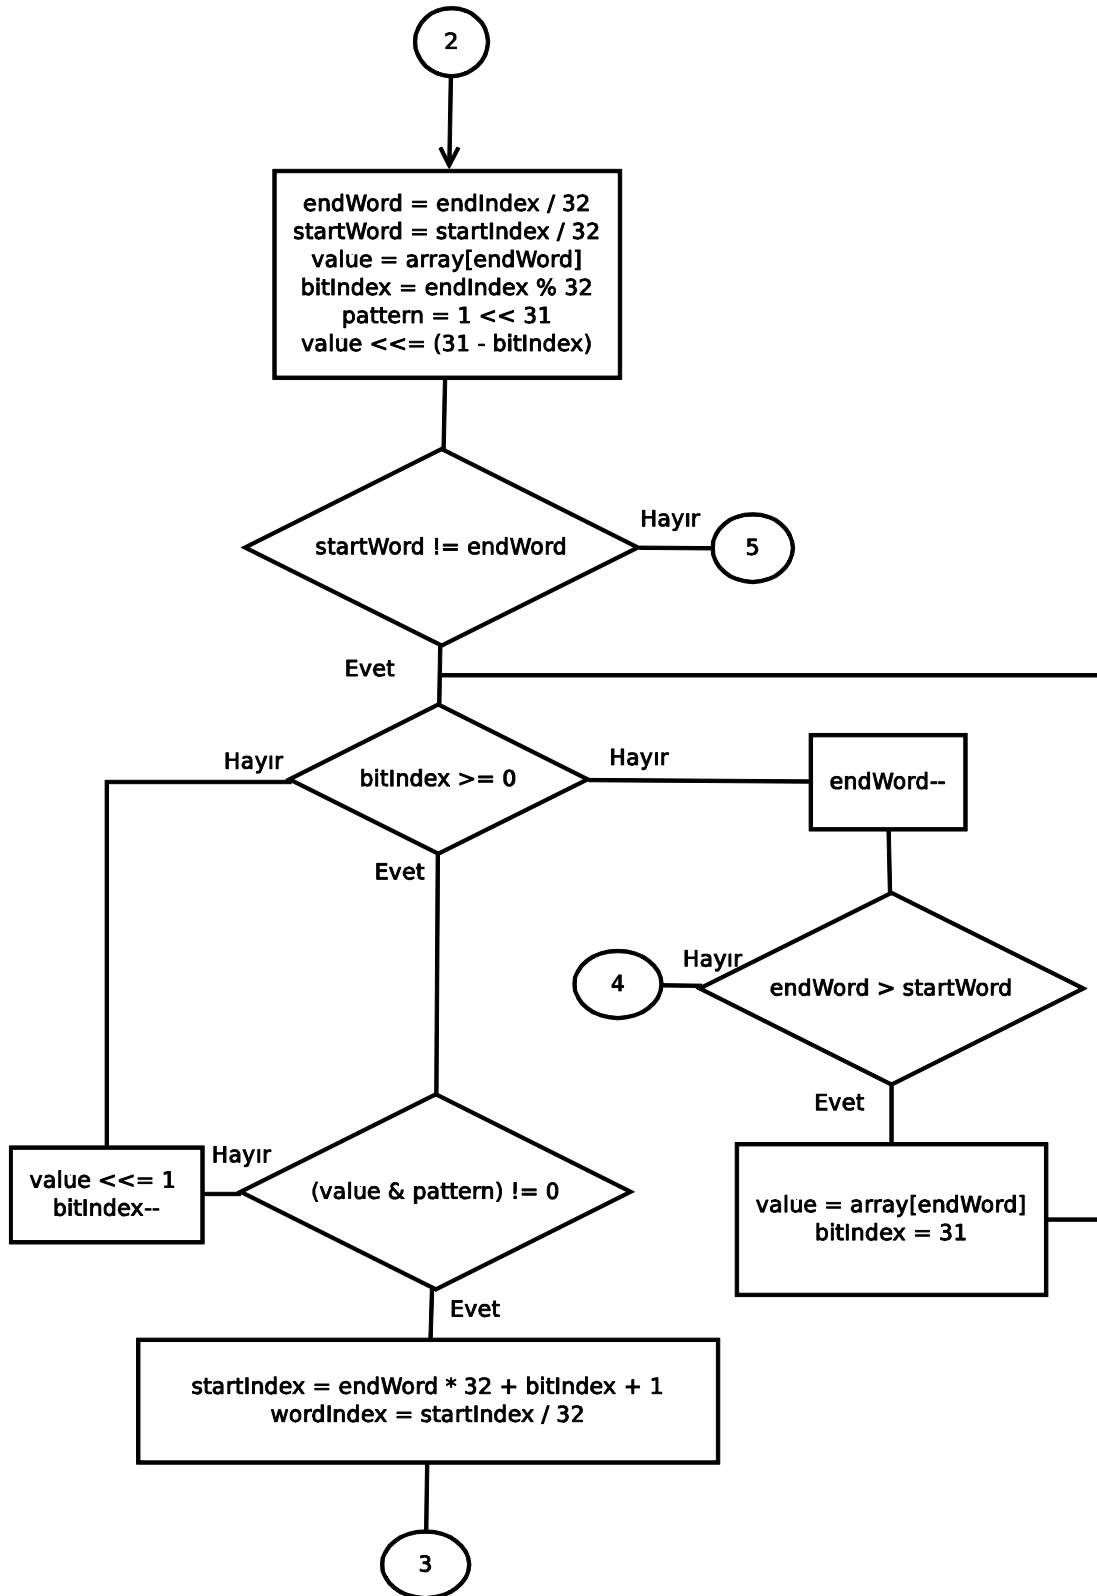 2
endWord = endIndex / 32
startWord = startIndex / 32
value = array[endWord]
bitIndex = endIndex % 32
pattern = 1 << 31
value <<= (31 - bitIndex)
startWord != endWord
Hayır
5
Evet
Hayır
bitIndex >= 0
Hayır
endWord--
Evet
4
Hayır
endWord > startWord
Evet
value <<= 1
bitIndex--
Hayır
(value & pattern) != 0
value = array[endWord]
bitIndex = 31
Evet
startIndex = endWord * 32 + bitIndex + 1
wordIndex = startIndex / 32
3